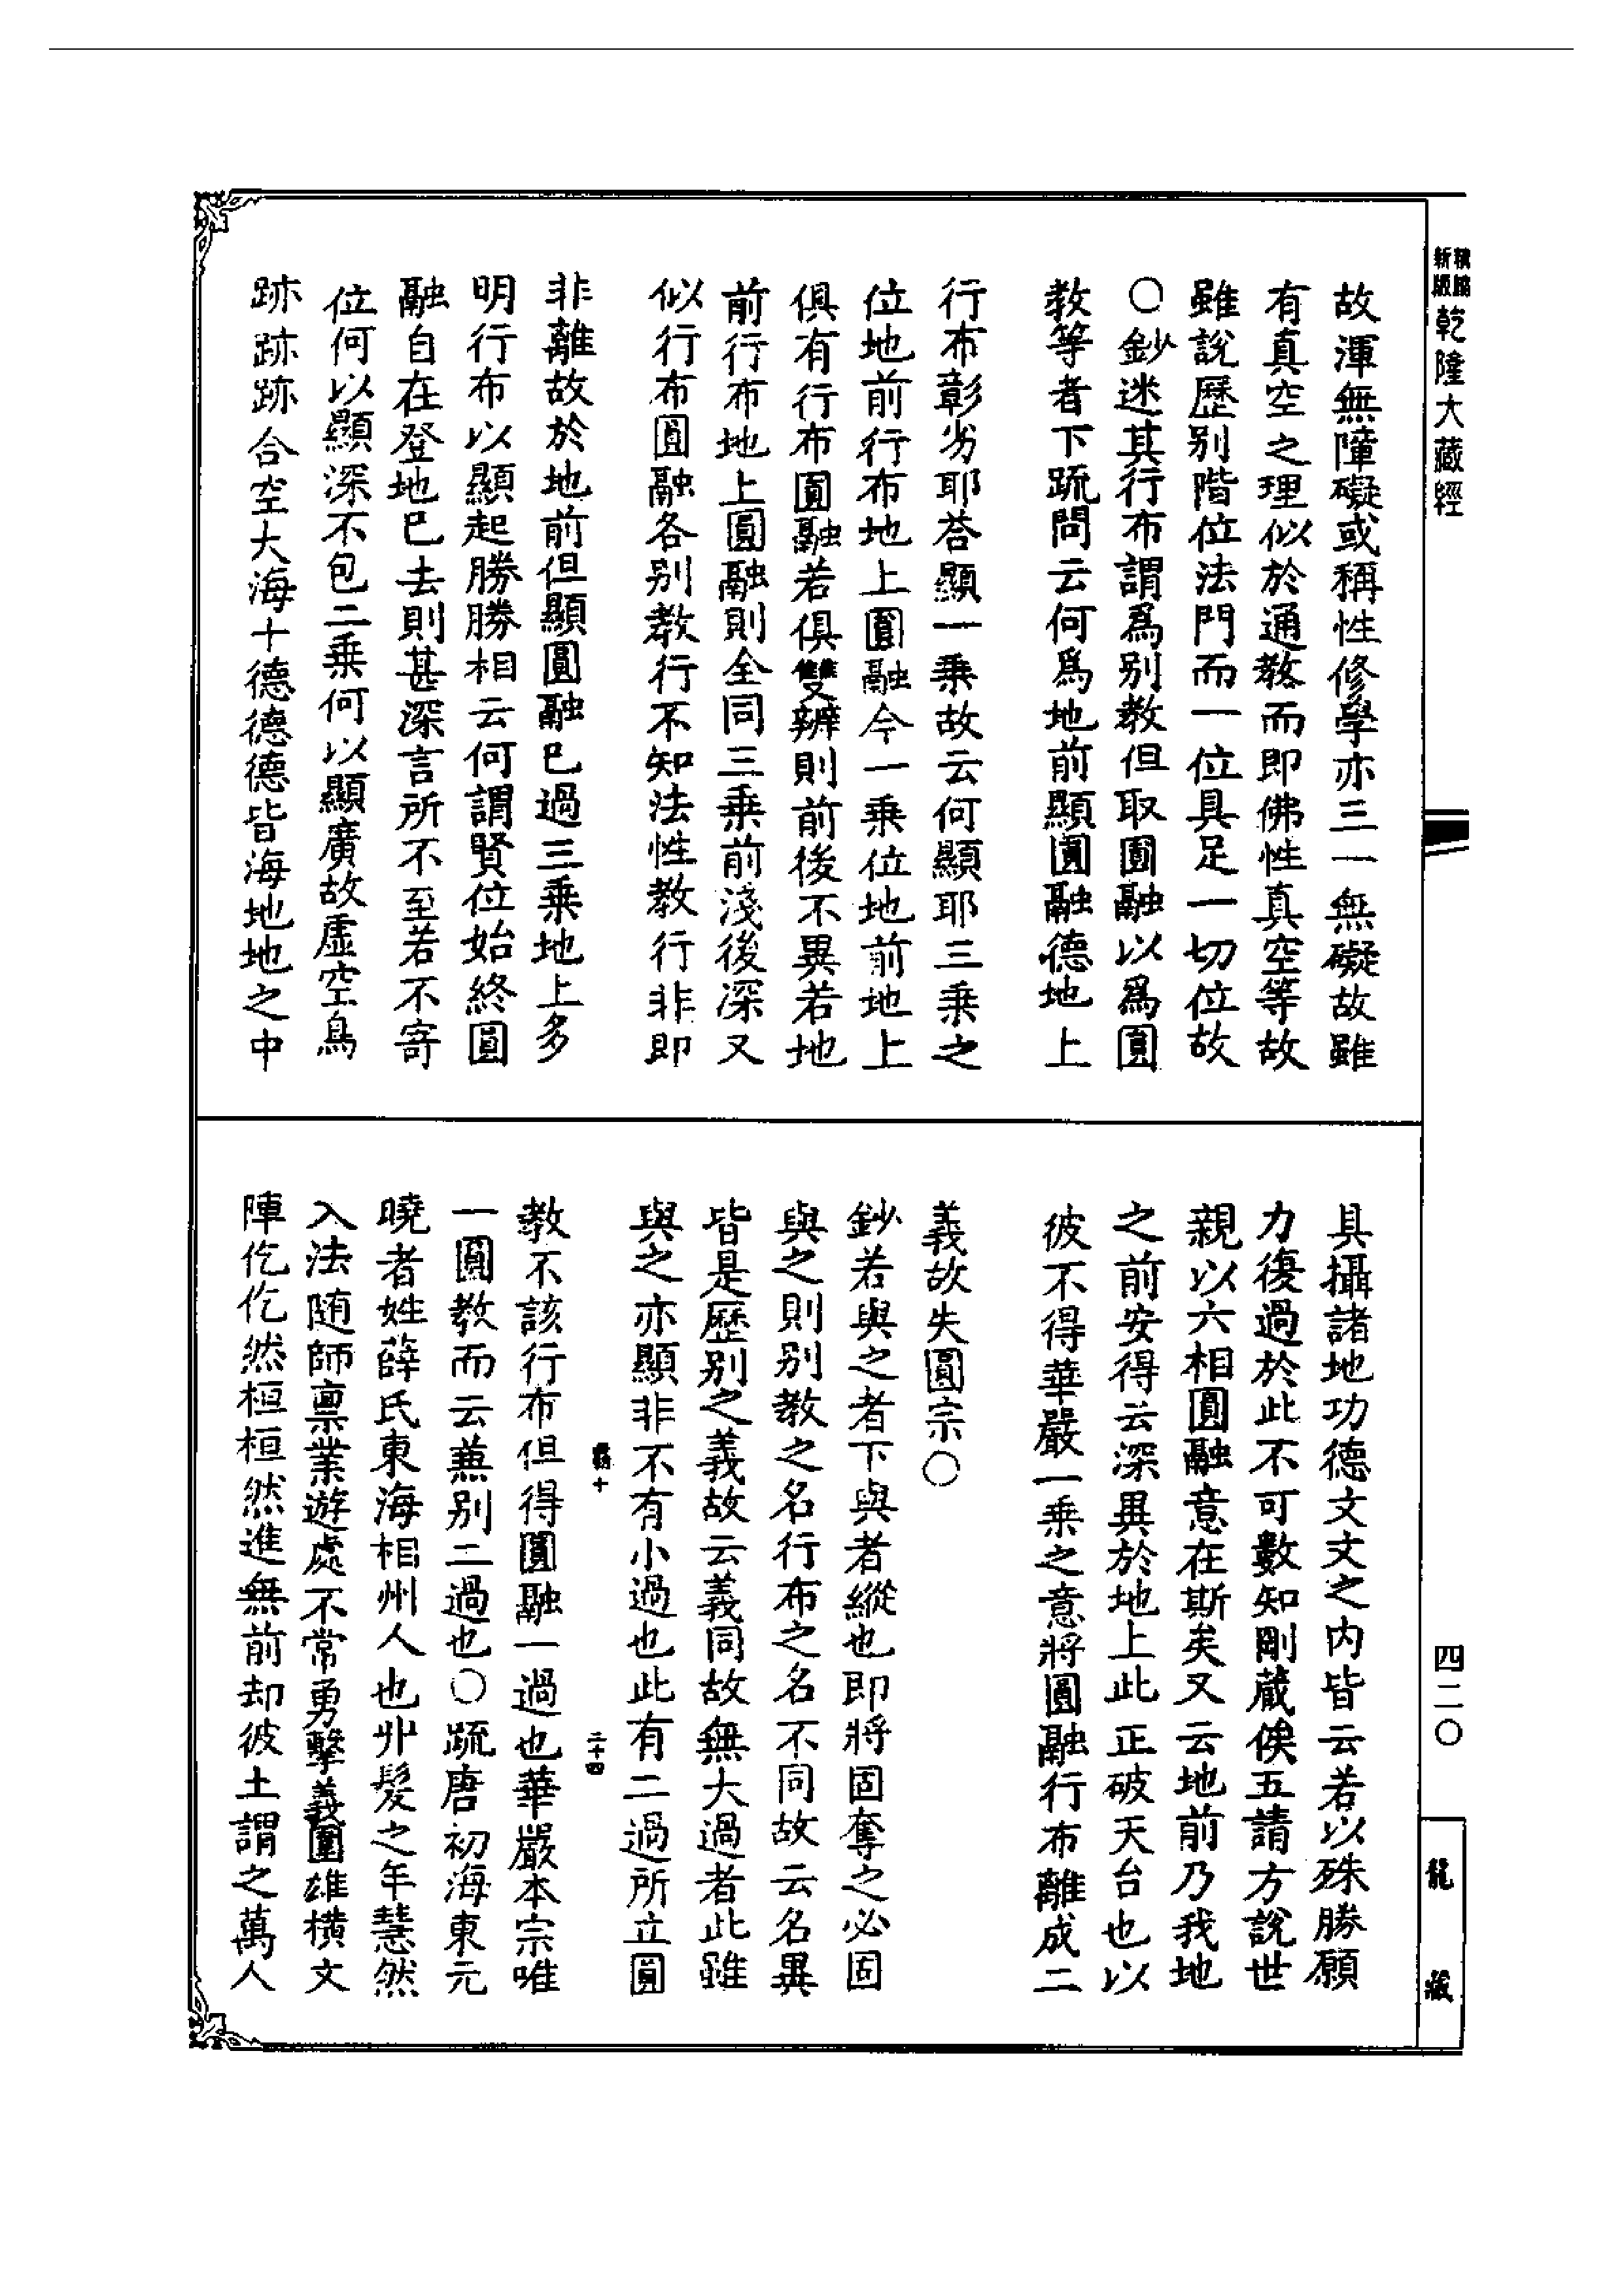 新版
乾隆大藏經
故渾無障礙或稱性修學亦三一無礙故雖
有真空之理似於通教而即佛性真空等故
雖說歷别階位法門而一位具足一切位故
○鈔迷其行布謂爲别教但取圓融以爲圓
教等者下䟽問云何爲地前顯圓融德地上
行布彰劣耶荅顯一乗故云何顯耶三乗之
位地前行布地上圓融今一乗位地前地上
俱有行布圓融若俱雙辨則前後不異若地
前行布地上圓融則全同三乗前淺後深又
似行布圓融各别教行不知法性教行非即
非離故於地前但顯圓融已過三乗地上多
明行布以顯起勝勝相云何謂賢位始終圓
融自在登地已去則甚深言所不至若不寄
位何以顯深不包二乗何以顯廣故虛空鳥
跡跡跡合空大海十德德德皆海地地之中
具攝諸地功德文文之内皆云若以殊勝願
力復過於此不可數知剛藏俟五請方說世
親以六相圓融意在斯矣又云地前乃我地
之前安得云深異於地上此正破天台也以
彼不得華嚴一乗之意將圓融行布離成二
義故失圓宗○
鈔若與之者下與者縱也即將固奪之必固
與之則别教之名行布之名不同故云名異
皆是歷别之義故云義同故無大過者此雖
與之亦顯非不有小過也此有二過所立圓
十
二十四
教不該行布但得圓融一過也華嚴本宗唯
一圓教而云兼别二過也○䟽唐初海東元
曉者姓薛氏東海相州人也丱髮之年慧然
入法随師禀業遊處不常勇擊義圍雄橫文
陣仡仡然桓桓然進無前却彼土謂之萬人
四二〇
龍藏